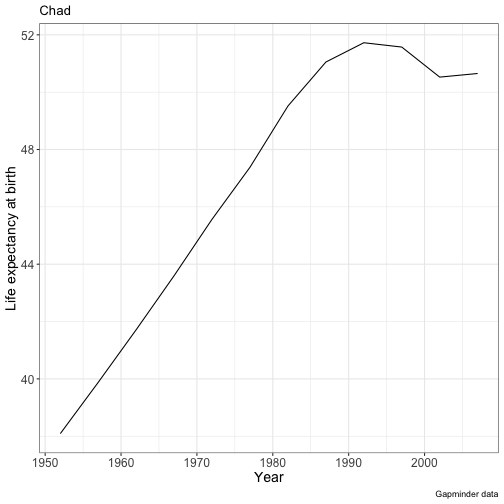 Chad
52
48
44
40
Life expectancy at birth
1950 1960 1970 1980 1990 2000
Year
Gapminder data